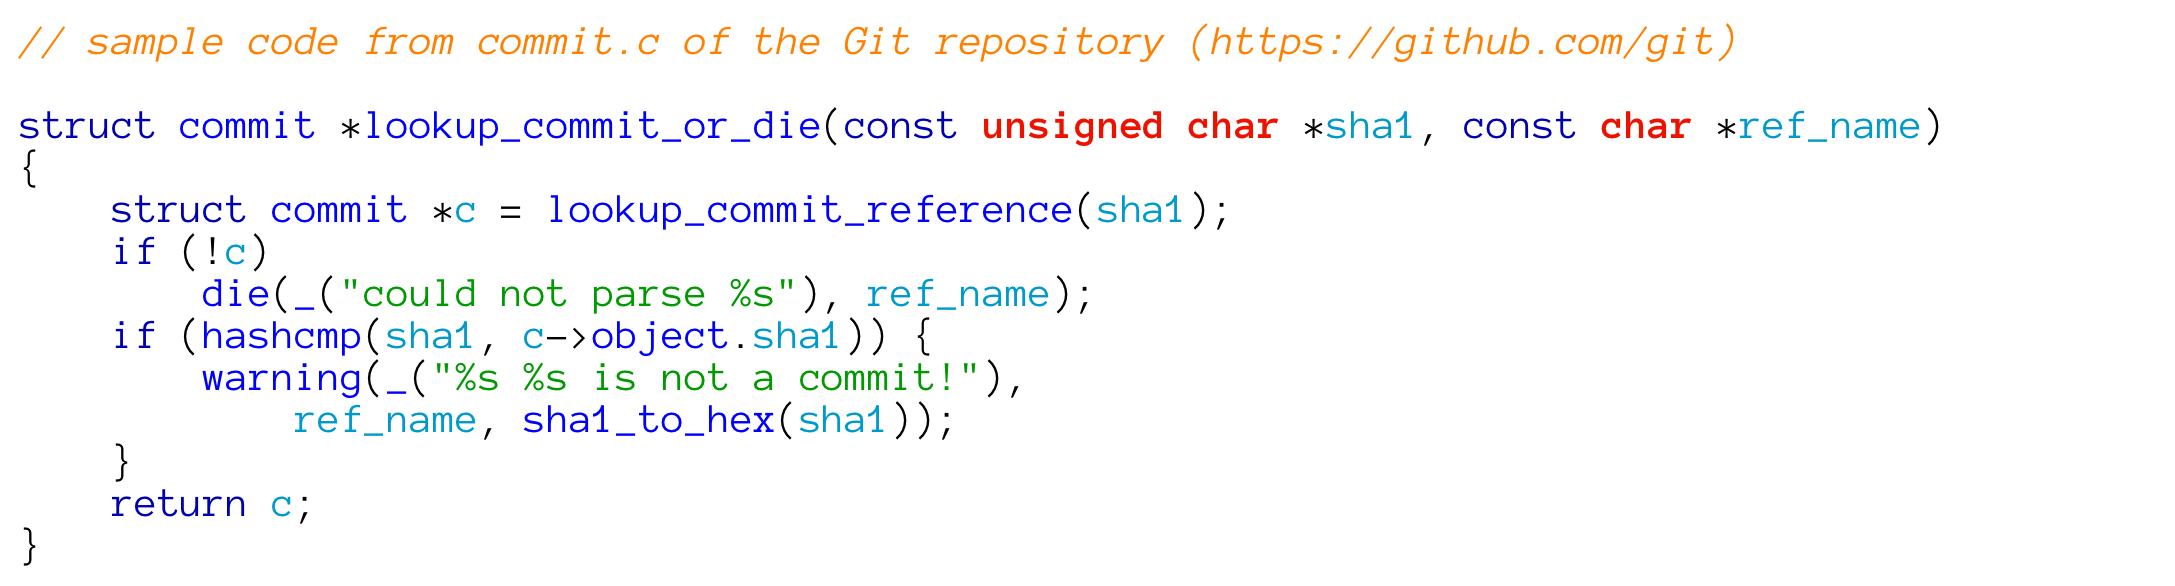 // sample code from commit.c of the Git repository (https://github.com/git)

struct commit *lookup_commit_or_die(const unsigned char *sha1, const char *ref_name)
{
    struct commit *c = lookup_commit_reference(sha1);
    if (!c)
        die(_("could not parse %s"), ref_name);
    if (hashcmp(sha1, c->object.sha1)) {
        warning(_("%s %s is not a commit!"),
            ref_name, sha1_to_hex(sha1));
    }
    return c;
}